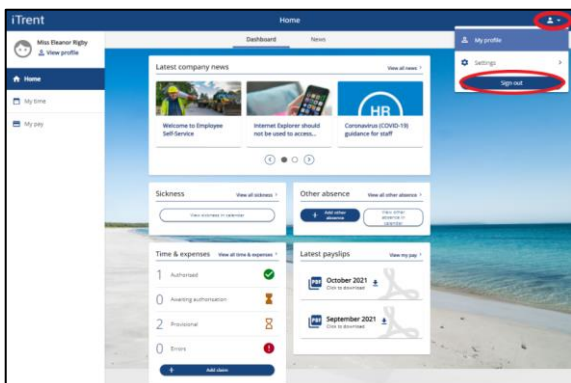 iTrent
Home
Miss Eleanor Rigby
View profile
Home
My time
My pay
Dashboard
News
My profile
Settings
Sign out
Latest company news
View all news
Welcome to Employee
Self-Service
Internet Explorer should
not be used to access...
HR
Coronavirus (COVID-19)
guidance for staff
Sickness
View all sickness
View sickness in calendar
Other absence
View all other absence
+ Add other
absence
View other
absence in
calendar
Time & expenses
View all time & expenses
1 Authorised
0 Awaiting authorisation
2 Provisional
0 Errors
+ Add claim
Latest payslips
View my pay
PDF
October 2021
Click to download
PDF
September 2021
Click to download